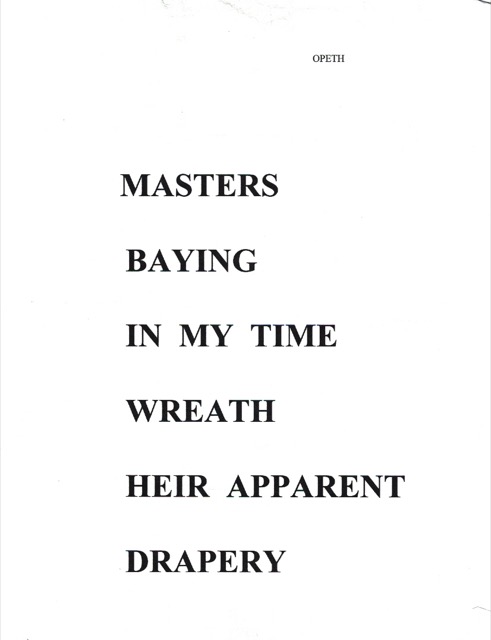 OPETH
MASTERS
BAYING
IN MY TIME
WREATH
HEIR APPARENT
DRAPERY